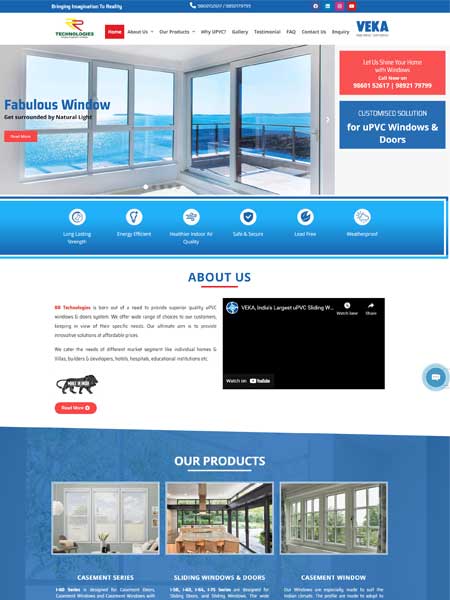 Bringing Imagination To Reality
09860152617 / 9892179799
RR
TECHNOLOGIES
Home
About Us
Our Products
Why UPVC?
Gallery
Testimonial
FAQ
Contact Us
Enquiry
VEKA
Fabulous Window
Get surrounded by Natural Light
Read More
Let Us Shine Your Home
with Windows
Call Now on
98601 52617 | 98921 79799
CUSTOMISED SOLUTION
for uPVC Windows &
Doors
Long Lasting
Strength
Energy Efficient
Healthier Indoor Air
Quality
Safe & Secure
Lead Free
Weatherproof
ABOUT US
RR Technologies is born out of a need to provide superior quality uPVC
windows & doors system. We offer wide range of choices to our customers,
keeping in view of their specific needs. Our ultimate aim is to provide
innovative solutions at affordable prices.
We cater the needs of different market segment like individual homes &
Villas, builders & developers, hotels, hospitals, educational institutions etc.
MAKE IN INDIA
Read More
VEKA, India's Largest uPVC Sliding W...
Watch later
Share
Watch on
YouTube
OUR PRODUCTS
CASEMENT SERIES
I-60 Series is designed for Casement Doors,
Casement Windows and Casement Windows with
SLIDING WINDOWS & DOORS
I-50, I-60, I-64, I-75 Series are designed for
Sliding Doors, and Sliding Windows. The wide
CASEMENT WINDOW
Our Windows are especially made to suit the
Indian climate. The profile are made to adapt to